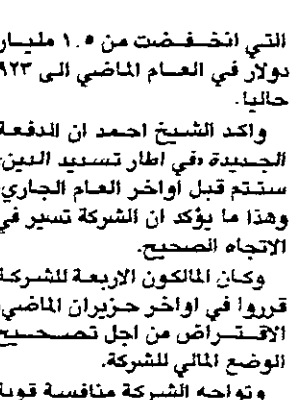 التي انخفضت من ١.٥ مليار
دولار في العام الماضي الى ٩٢٣
حاليا.
واكد الشيخ احمد ان الدفعة
الجديدة «في اطار تسديد الدين،
ستتم قبل اواخر العام الجاري،
وهذا ما يؤكد ان الشركة تسير في
الاتجاه الصحيح.
وكان المالكون الاربعة للشركة
قرروا في اواخر حزيران الماضي،
الاقتراض من اجل تصحيح
الوضع المالي للشركة.
وتواجه الشركة منافسة قوية